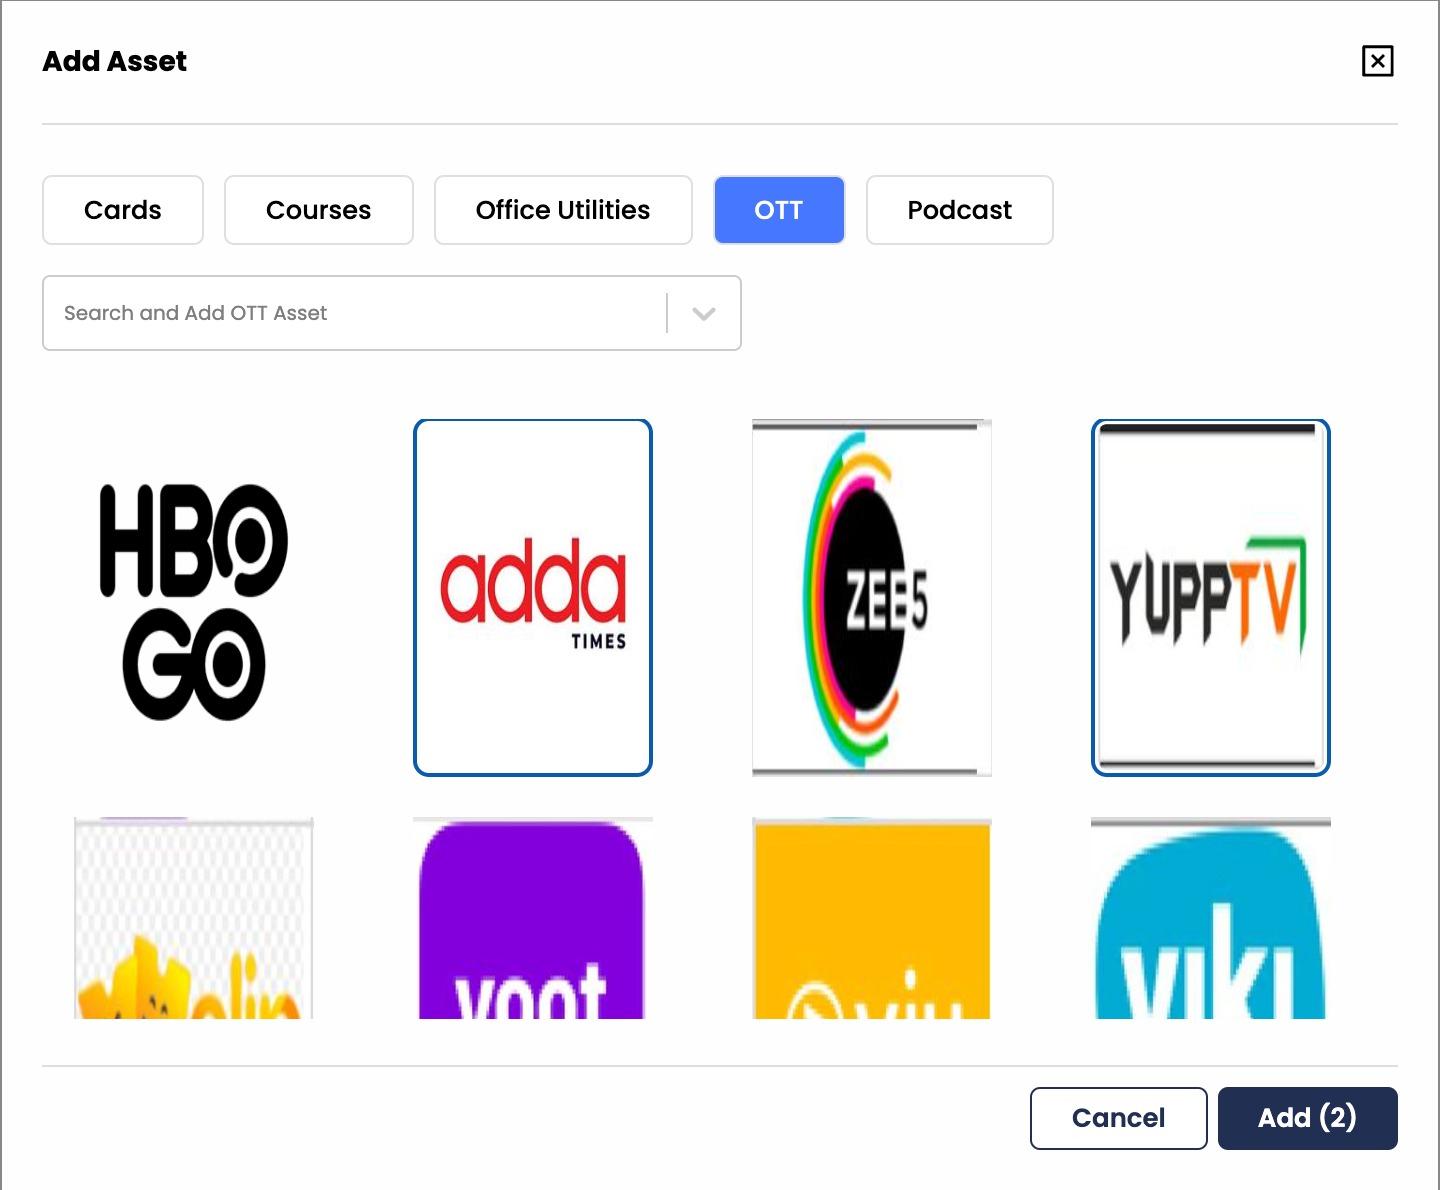 Add Asset
Cards
Courses
Office Utilities
OTT
Podcast
Search and Add OTT Asset
HBO
GO
adda
TIMES
ZEE5
YUPPTV
voot
viu
viki
Cancel
Add (2)